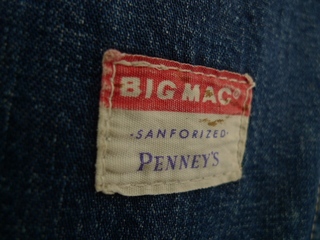 BIG MAC®
·SANFORIZED·
PENNEY'S